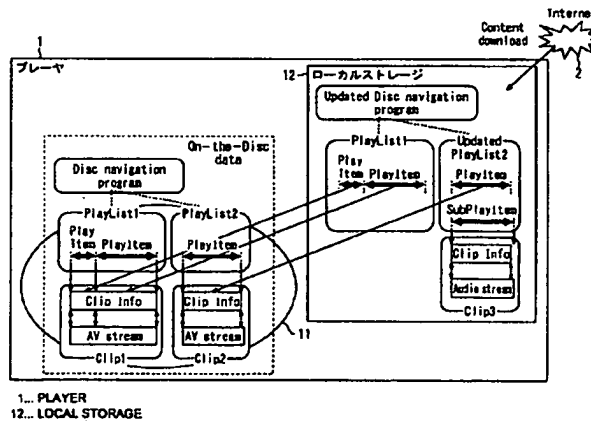 Internet
Content
download
2
1
プレーヤ
12
ローカルストレージ
Updated Disc navigation
program
PlayList1
Play
Item PlayItem
Updated
PlayList2
PlayItem
SubPlayItem
Clip Info
Audio stream
Clip3
On-the-Disc
data
Disc navigation
program
PlayList1
Play
Item PlayItem
PlayList2
PlayItem
Clip Info
AV stream
Clip1
Clip Info
AV stream
Clip2
11
1... PLAYER
12... LOCAL STORAGE